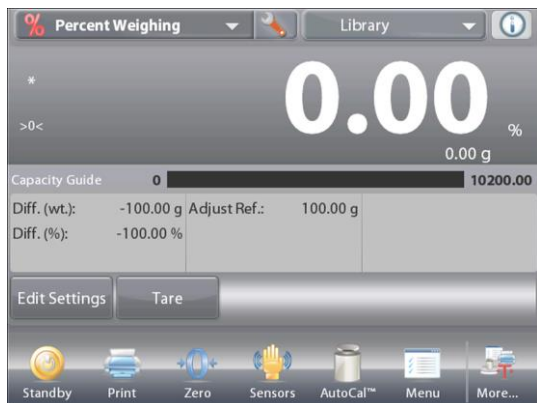 % Percent Weighing Library
*
>0<
0.00 %
0.00 g
Capacity Guide 0 10200.00
Diff. (wt.): -100.00 g Adjust Ref.: 100.00 g
Diff. (%): -100.00 %
Edit Settings Tare
→0←
Standby Print Zero Sensors AutoCal™ Menu More...